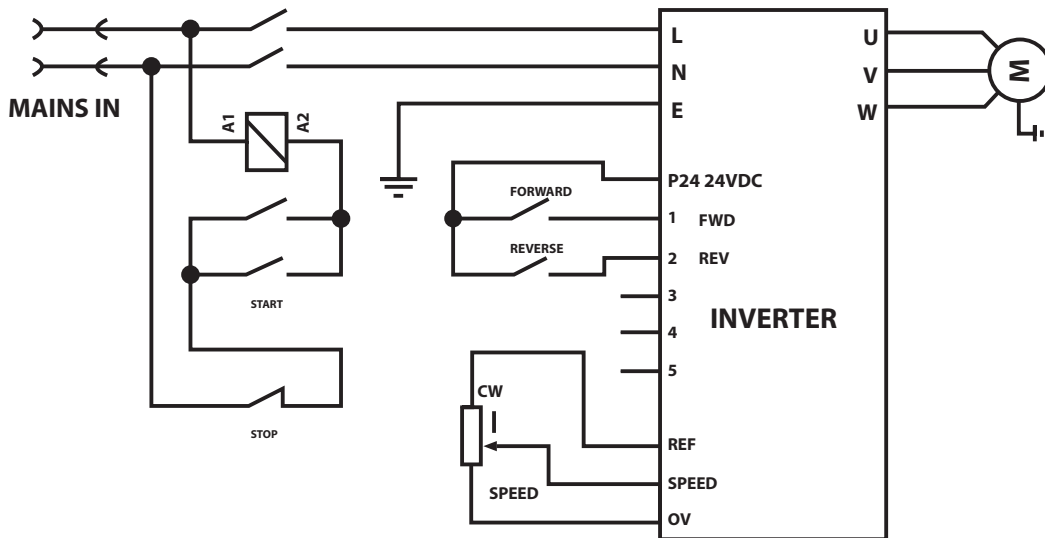 MAINS IN
A1
A2
START
STOP
L
N
E
P24 24VDC
FORWARD
1 FWD
REVERSE
2 REV
3
4
5
INVERTER
CW
REF
SPEED
SPEED
OV
U
V
W
M